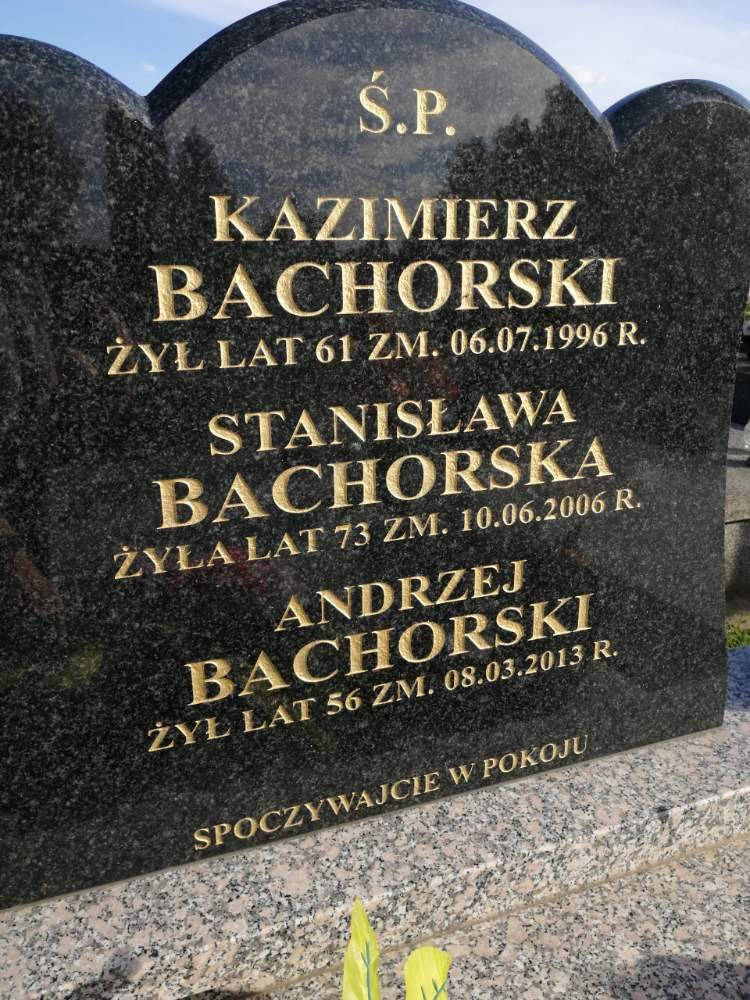 Ś.P.
KAZIMIERZ
BACHORSKI
ŻYŁ LAT 61 ZM. 06.07.1996 R.
STANISŁAWA
BACHORSKA
ŻYŁA LAT 73 ZM. 10.06.2006 R.
ANDRZEJ
BACHORSKI
ŻYŁ LAT 56 ZM. 08.03.2013 R.
SPOCZYWAJCIE W POKOJU